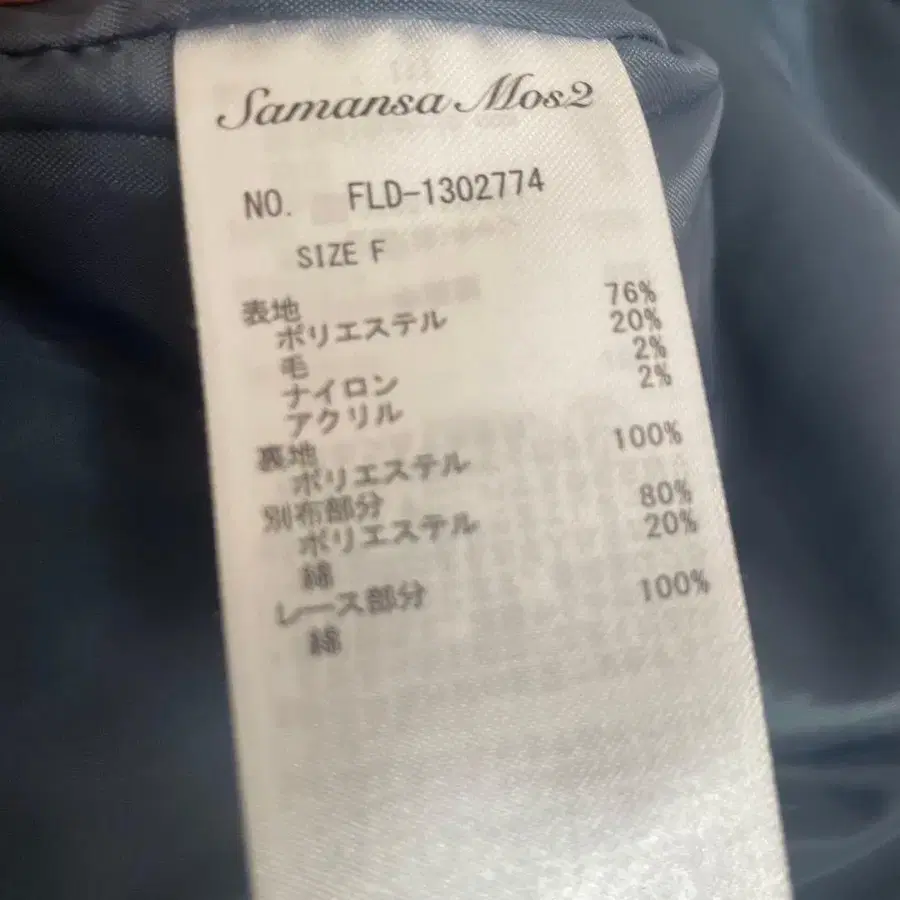 Samansa Mos2
NO. FLD-1302774
SIZE F
表地
ポリエステル 76%
毛 20%
ナイロン 2%
アクリル 2%
裏地
ポリエステル 100%
別布部分
ポリエステル 80%
綿 20%
レース部分
綿 100%